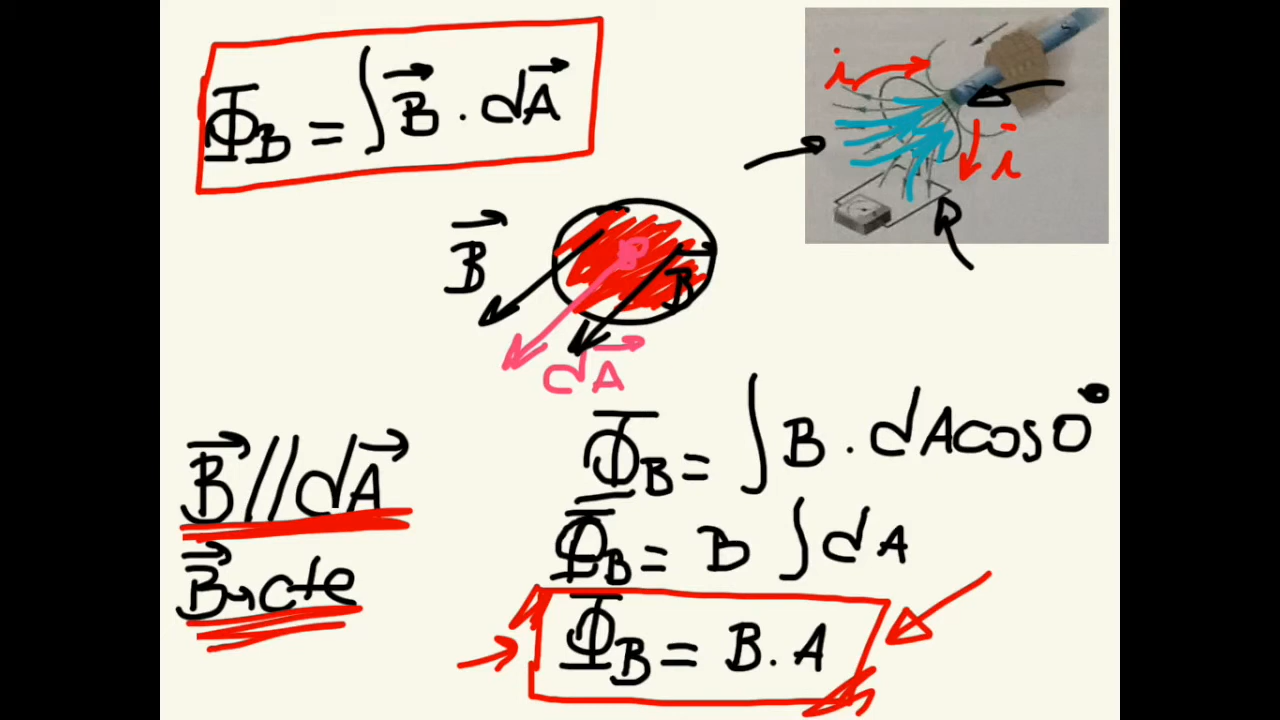 Φ_B = ∫ B⃗ · dA⃗
i
i
B⃗
B
dA⃗
B⃗ // dA⃗
B⃗ → cte
Φ_B = ∫ B · dA cos 0°
Φ_B = B ∫ dA
Φ_B = B · A